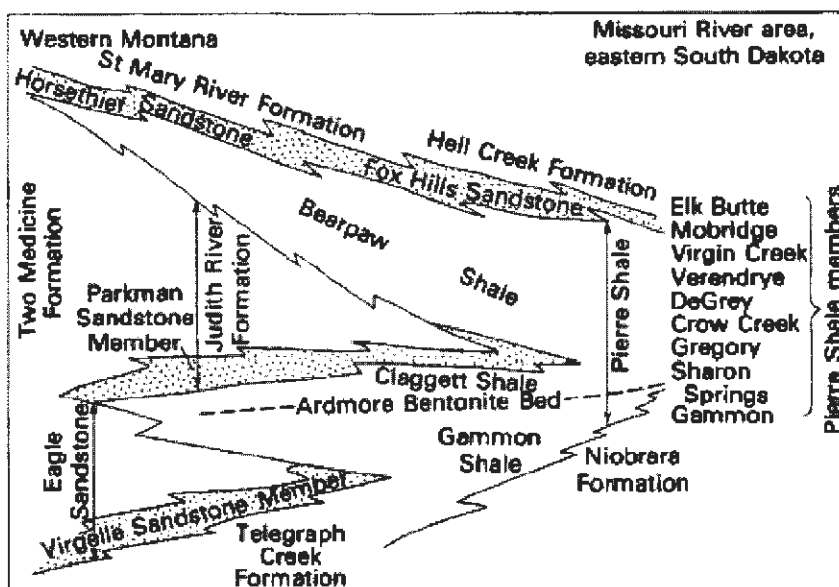 Western Montana
Missouri River area,
eastern South Dakota
St Mary River Formation
Horsethief Sandstone
Hell Creek Formation
Fox Hills Sandstone
Two Medicine
Formation
Bearpaw
Shale
Judith River
Formation
Parkman
Sandstone
Member
Claggett Shale
Ardmore Bentonite Bed
Pierre Shale
Elk Butte
Mobridge
Virgin Creek
Verendrye
DeGrey
Crow Creek
Gregory
Sharon
Springs
Gammon
Pierre Shale members
Eagle
Sandstone
Gammon
Shale
Niobrara
Formation
Virgelle Sandstone Member
Telegraph
Creek
Formation